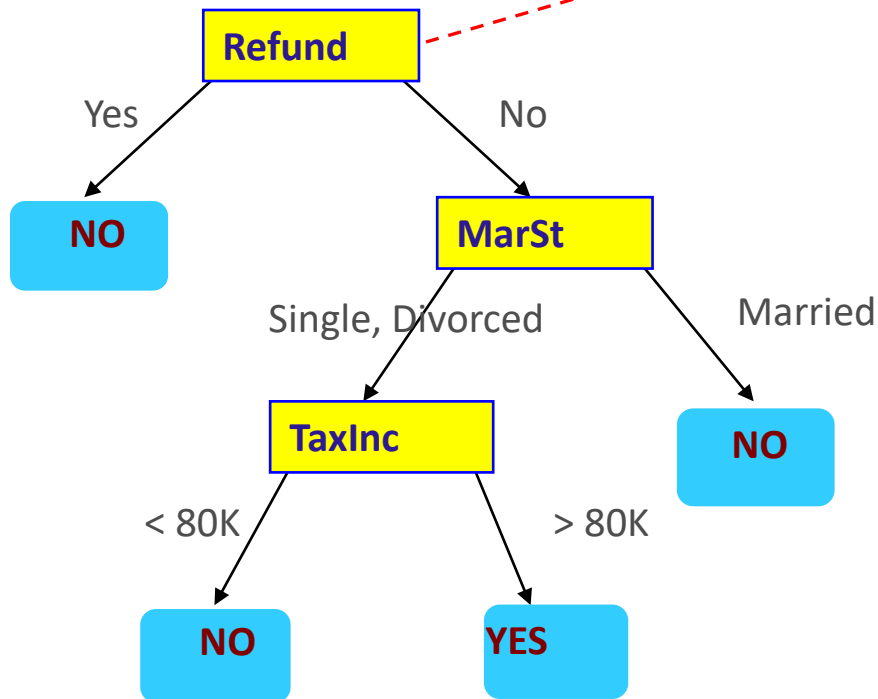 Refund
Yes
No
NO
MarSt
Single, Divorced
Married
TaxInc
NO
< 80K
> 80K
NO
YES